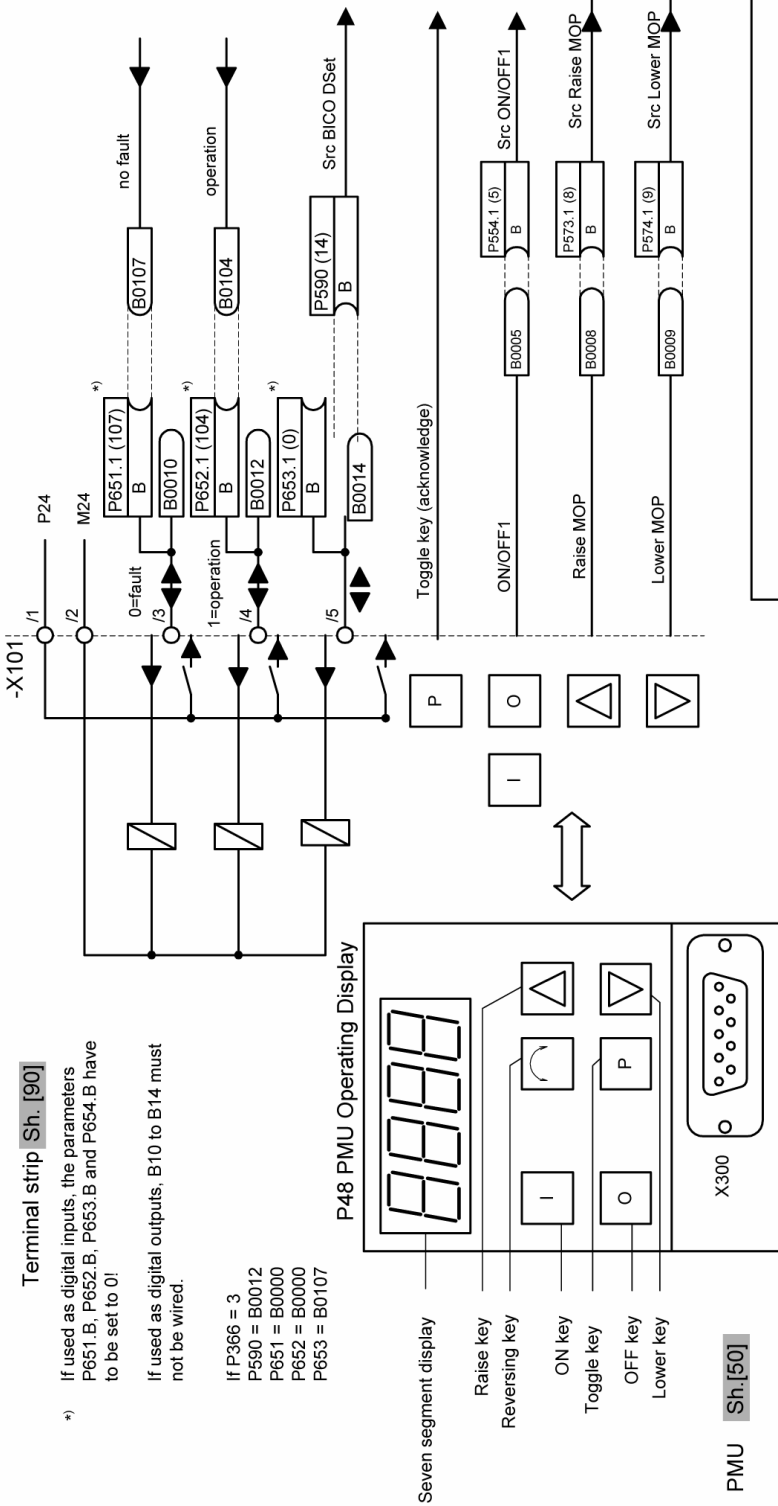 Terminal strip Sh. [90]
*) If used as digital inputs, the parameters
P651.B, P652.B, P653.B and P654.B have
to be set to 0!
If used as digital outputs, B10 to B14 must
not be wired.
If P366 = 3
P590 = B0012
P651 = B0000
P652 = B0000
P653 = B0107
-X101
/1
P24
/2
M24
0=fault
/3
P651.1 (107)
*)
B
B0010
B0107
no fault
1=operation
/4
P652.1 (104)
*)
B
B0012
B0104
operation
/5
P653.1 (0)
*)
B
B0014
P590 (14)
B
Src BICO DSet
P48 PMU Operating Display
Seven segment display
Raise key
Reversing key
ON key
Toggle key
OFF key
Lower key
I
O
P
X300
PMU Sh.[50]
P
Toggle key (acknowledge)
I
O
ON/OFF1
B0005
P554.1 (5)
B
Src ON/OFF1
Raise MOP
B0008
P573.1 (8)
B
Src Raise MOP
Lower MOP
B0009
P574.1 (9)
B
Src Lower MOP